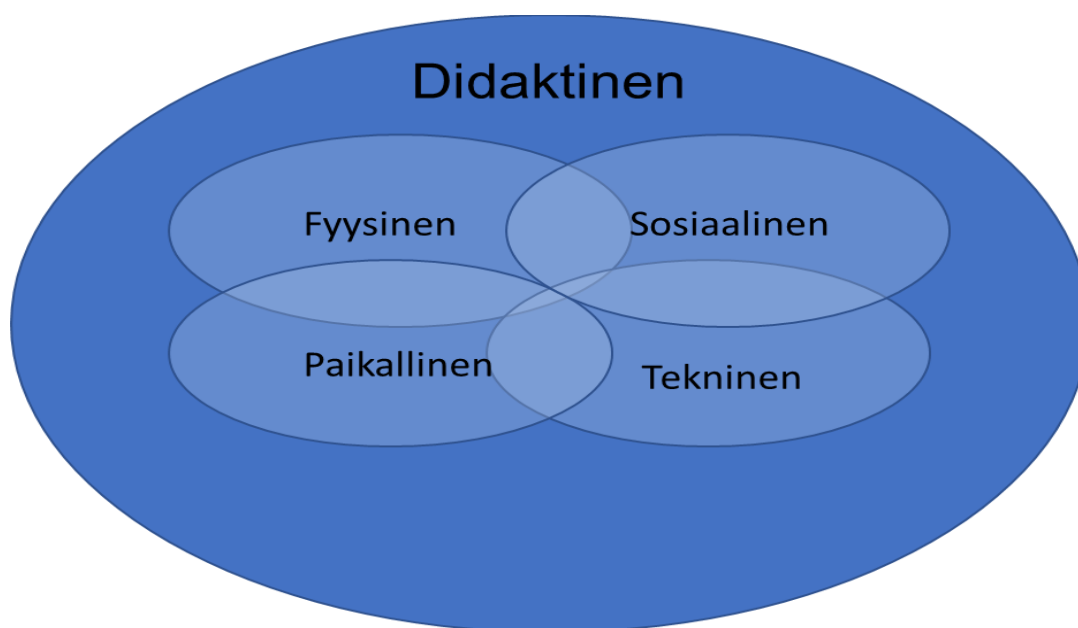 Didaktinen
Fyysinen
Sosiaalinen
Paikallinen
Tekninen